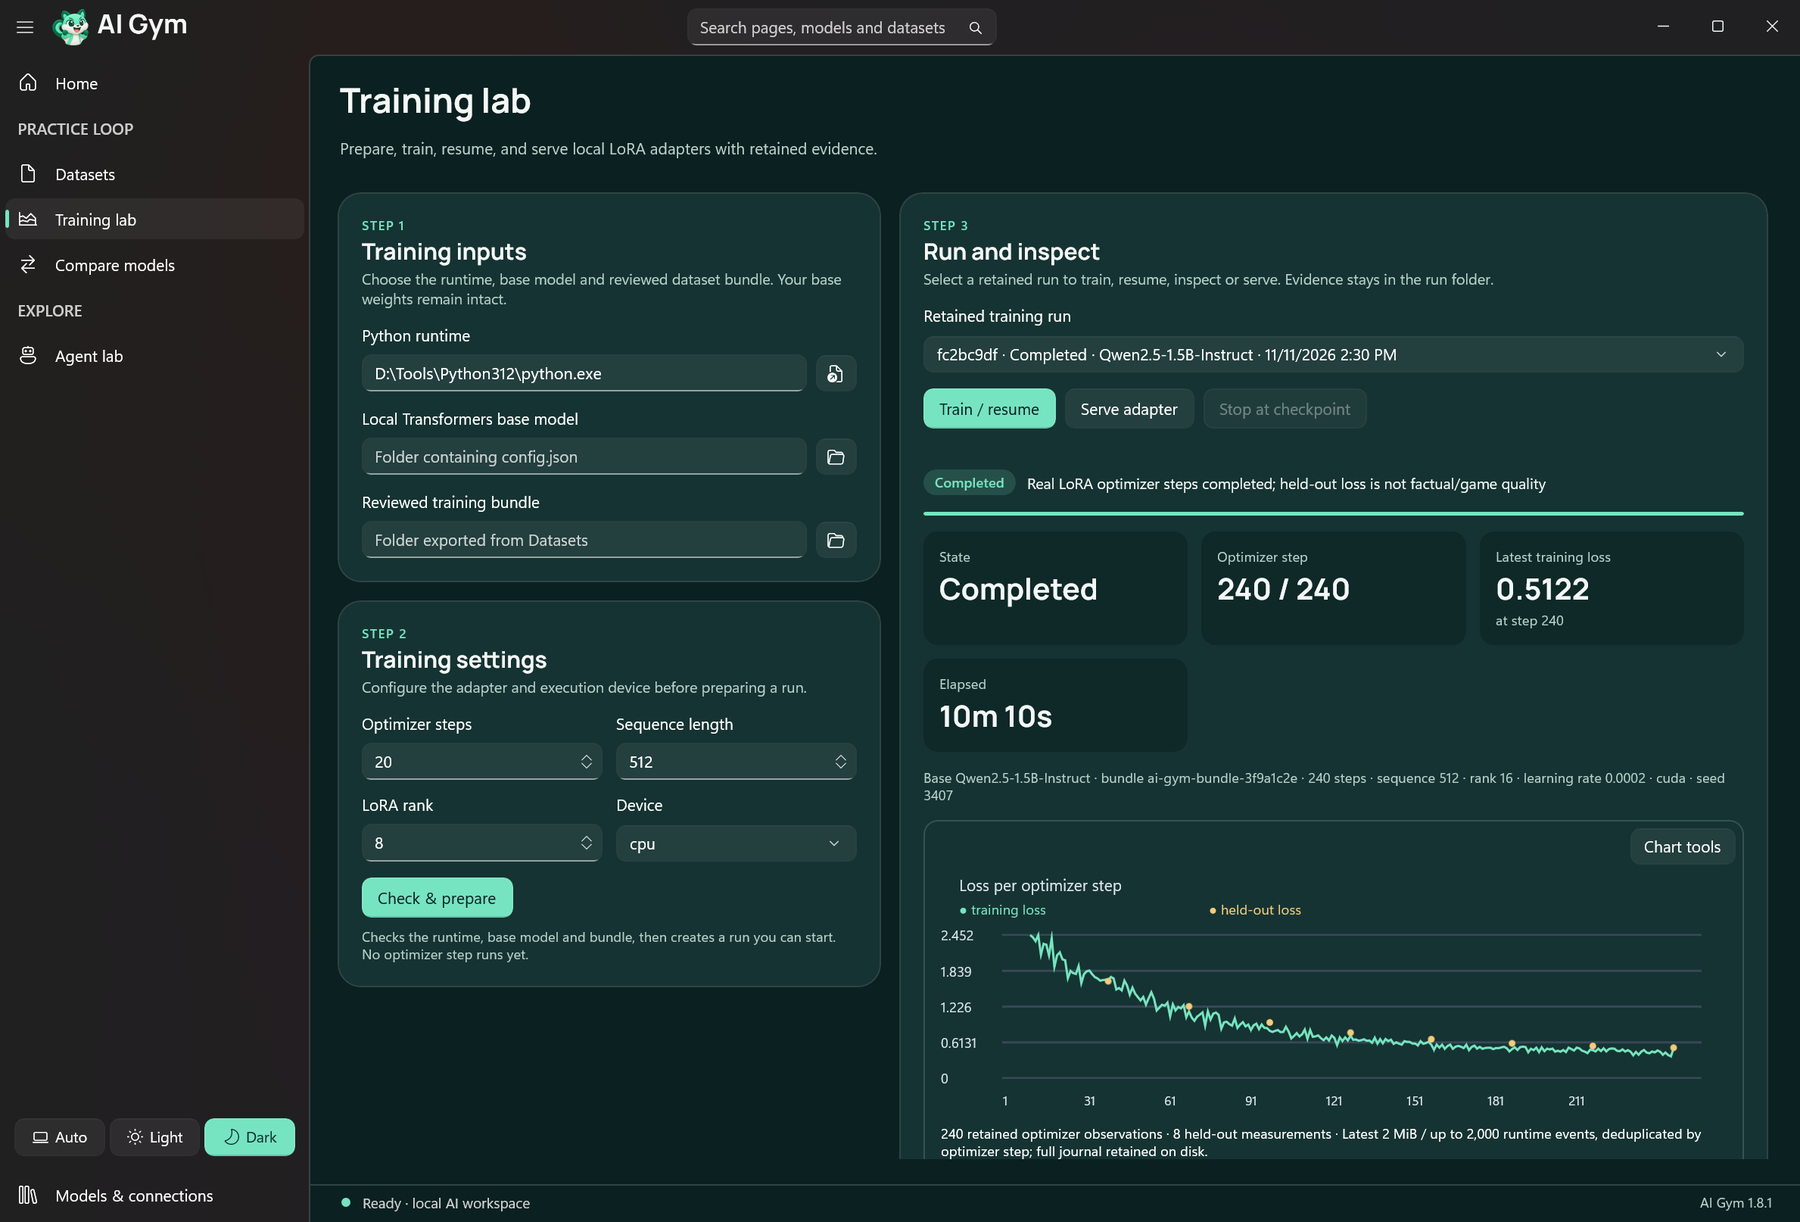 AI Gym
Search pages, models and datasets
Home
PRACTICE LOOP
Datasets
Training lab
Compare models
EXPLORE
Agent lab
Auto
Light
Dark
Models & connections
Training lab
Prepare, train, resume, and serve local LoRA adapters with retained evidence.
STEP 1
Training inputs
Choose the runtime, base model and reviewed dataset bundle. Your base
weights remain intact.
Python runtime
D:\Tools\Python312\python.exe
Local Transformers base model
Folder containing config.json
Reviewed training bundle
Folder exported from Datasets
STEP 2
Training settings
Configure the adapter and execution device before preparing a run.
Optimizer steps
Sequence length
20
512
LoRA rank
Device
8
cpu
Check & prepare
Checks the runtime, base model and bundle, then creates a run you can start.
No optimizer step runs yet.
STEP 3
Run and inspect
Select a retained run to train, resume, inspect or serve. Evidence stays in the run folder.
Retained training run
fc2bc9df · Completed · Qwen2.5-1.5B-Instruct · 11/11/2026 2:30 PM
Train / resume
Serve adapter
Stop at checkpoint
Completed
Real LoRA optimizer steps completed; held-out loss is not factual/game quality
State
Completed
Optimizer step
240 / 240
Latest training loss
0.5122
at step 240
Elapsed
10m 10s
Base Qwen2.5-1.5B-Instruct · bundle ai-gym-bundle-3f9a1c2e · 240 steps · sequence 512 · rank 16 · learning rate 0.0002 · cuda · seed
3407
Chart tools
Loss per optimizer step
training loss
held-out loss
2.452
1.839
1.226
0.6131
0
1 31 61 91 121 151 181 211
240 retained optimizer observations · 8 held-out measurements · Latest 2 MiB / up to 2,000 runtime events, deduplicated by
optimizer step; full journal retained on disk.
Ready · local AI workspace
AI Gym 1.8.1